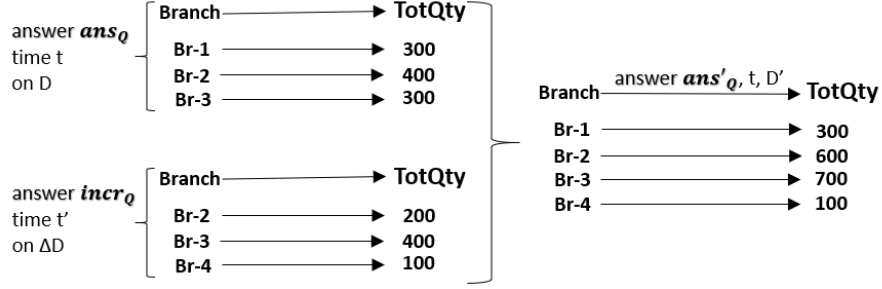 Branch TotQty
answer ans_Q
time t
on D
Br-1 300
Br-2 400
Br-3 300
Branch TotQty
answer incr_Q
time t’
on ΔD
Br-2 200
Br-3 400
Br-4 100
answer ans'_Q, t, D’
Branch TotQty
Br-1 300
Br-2 600
Br-3 700
Br-4 100